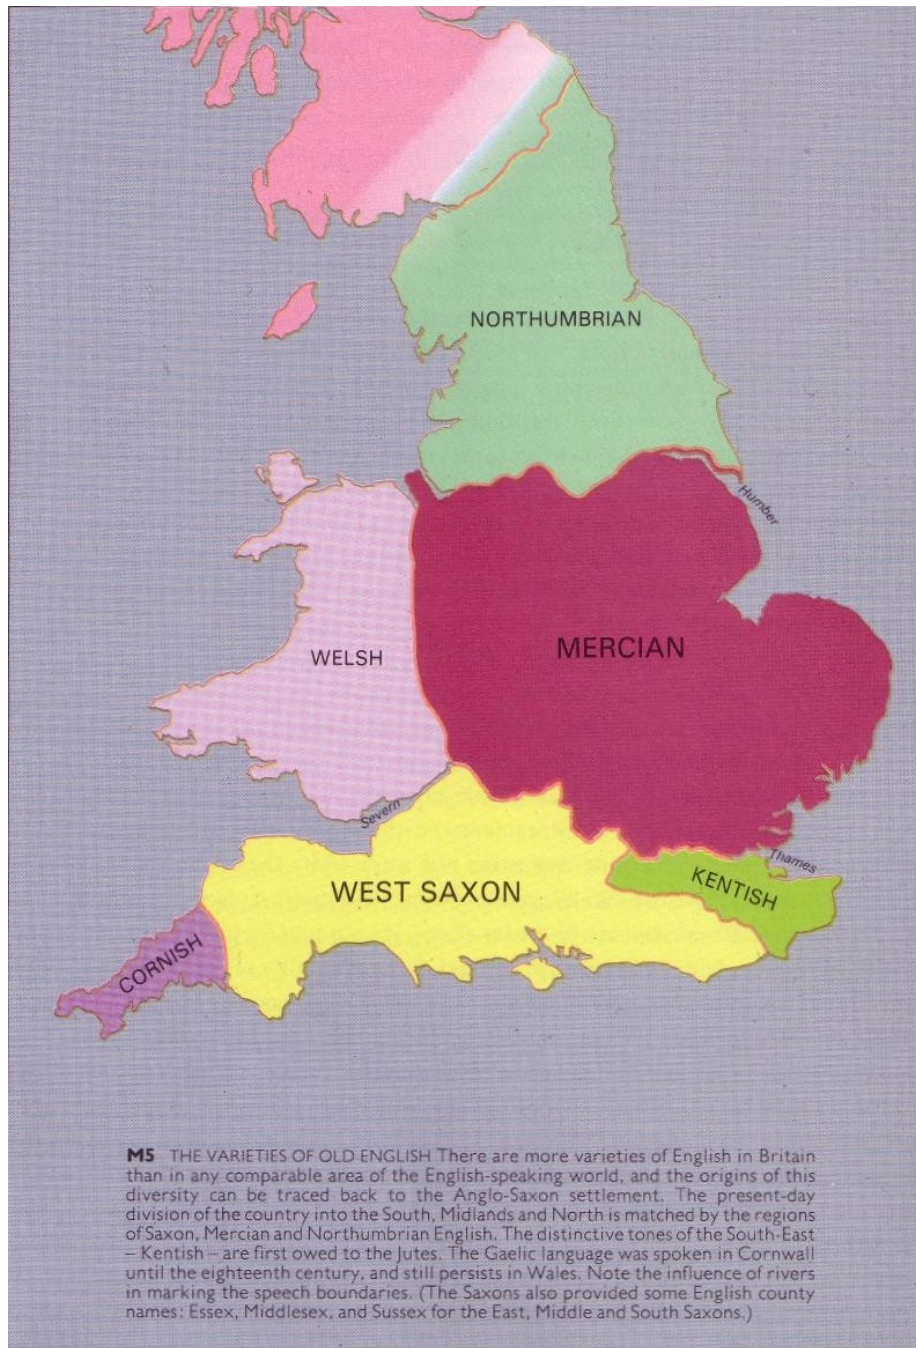 NORTHUMBRIAN
Humber
MERCIAN
WELSH
Severn
Thames
KENTISH
WEST SAXON
CORNISH
M5 THE VARIETIES OF OLD ENGLISH There are more varieties of English in Britain
than in any comparable area of the English-speaking world, and the origins of this
diversity can be traced back to the Anglo-Saxon settlement. The present-day
division of the country into the South, Midlands and North is matched by the regions
of Saxon, Mercian and Northumbrian English. The distinctive tones of the South-East
– Kentish – are first owed to the Jutes. The Gaelic language was spoken in Cornwall
until the eighteenth century, and still persists in Wales. Note the influence of rivers
in marking the speech boundaries. (The Saxons also provided some English county
names: Essex, Middlesex, and Sussex for the East, Middle and South Saxons.)